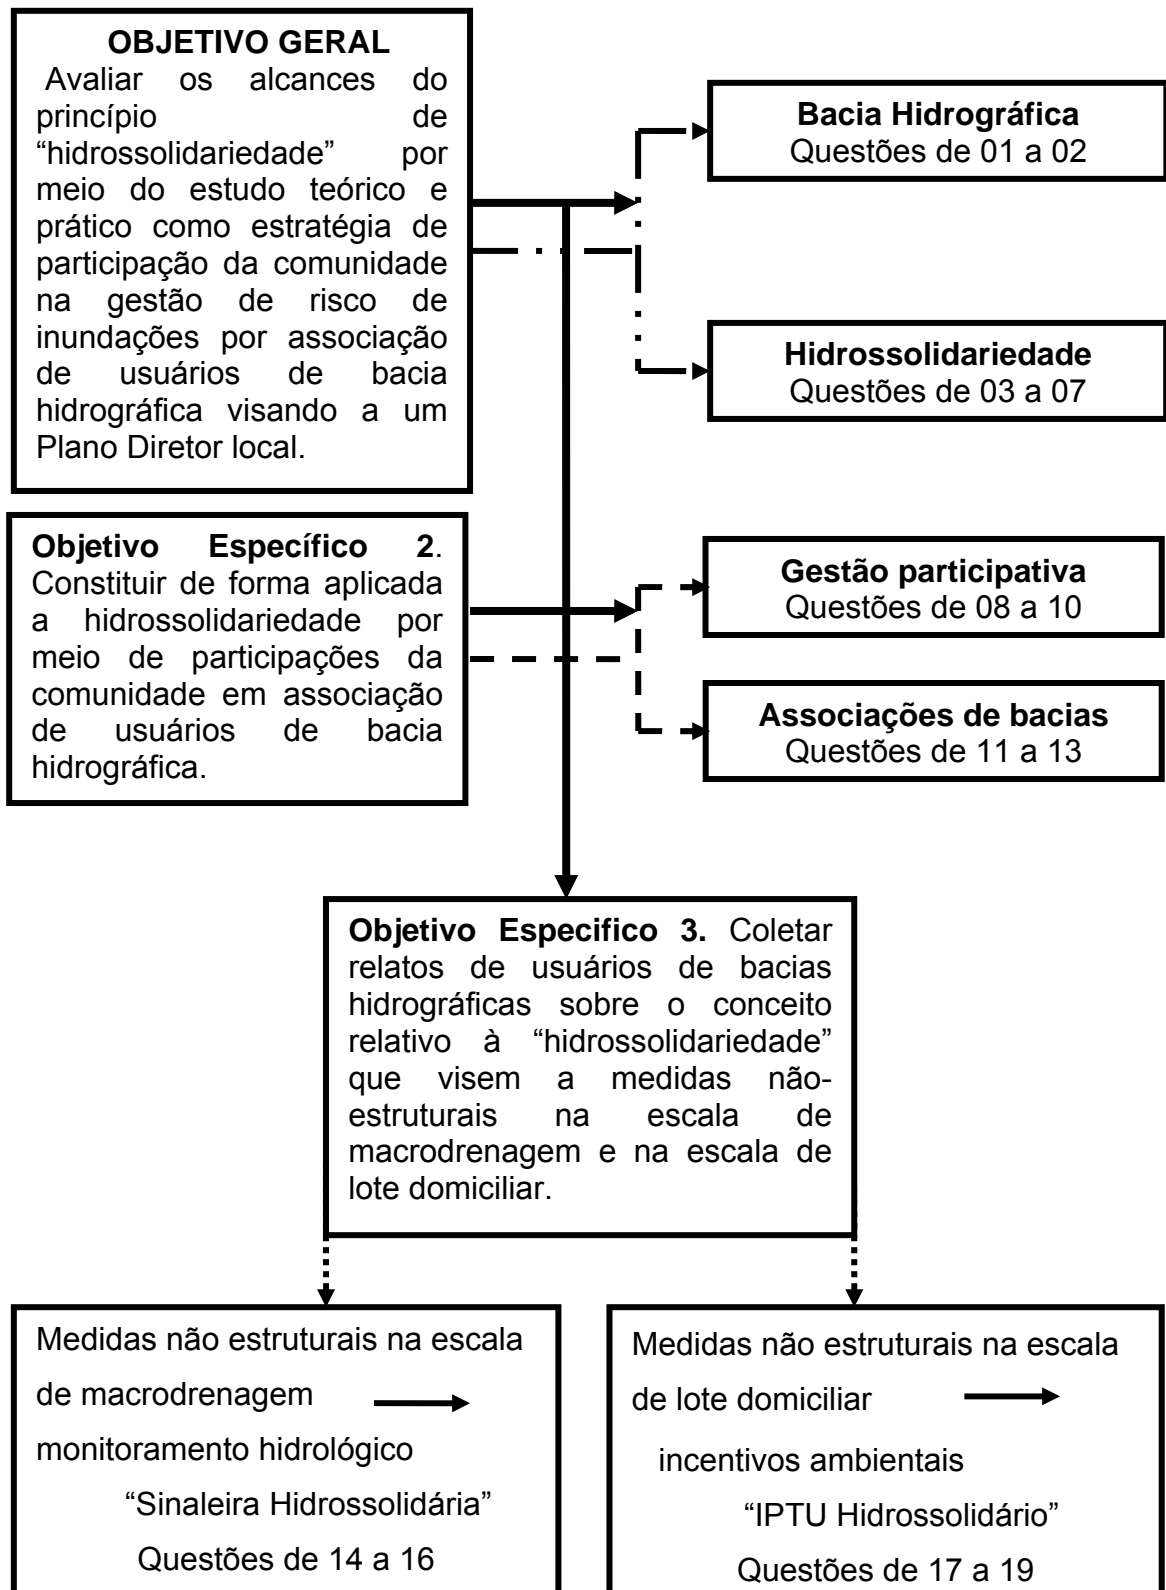 OBJETIVO GERAL
Avaliar os alcances do
princípio de
“hidrossolidariedade” por
meio do estudo teórico e
prático como estratégia de
participação da comunidade
na gestão de risco de
inundações por associação
de usuários de bacia
hidrográfica visando a um
Plano Diretor local.
Bacia Hidrográfica
Questões de 01 a 02
Hidrossolidariedade
Questões de 03 a 07
Objetivo Específico 2.
Constituir de forma aplicada
a hidrossolidariedade por
meio de participações da
comunidade em associação
de usuários de bacia
hidrográfica.
Gestão participativa
Questões de 08 a 10
Associações de bacias
Questões de 11 a 13
Objetivo Especifico 3. Coletar
relatos de usuários de bacias
hidrográficas sobre o conceito
relativo à “hidrossolidariedade”
que visem a medidas não-
estruturais na escala de
macrodrenagem e na escala de
lote domiciliar.
Medidas não estruturais na escala
de macrodrenagem
monitoramento hidrológico
“Sinaleira Hidrossolidária”
Questões de 14 a 16
Medidas não estruturais na escala
de lote domiciliar
incentivos ambientais
“IPTU Hidrossolidário”
Questões de 17 a 19